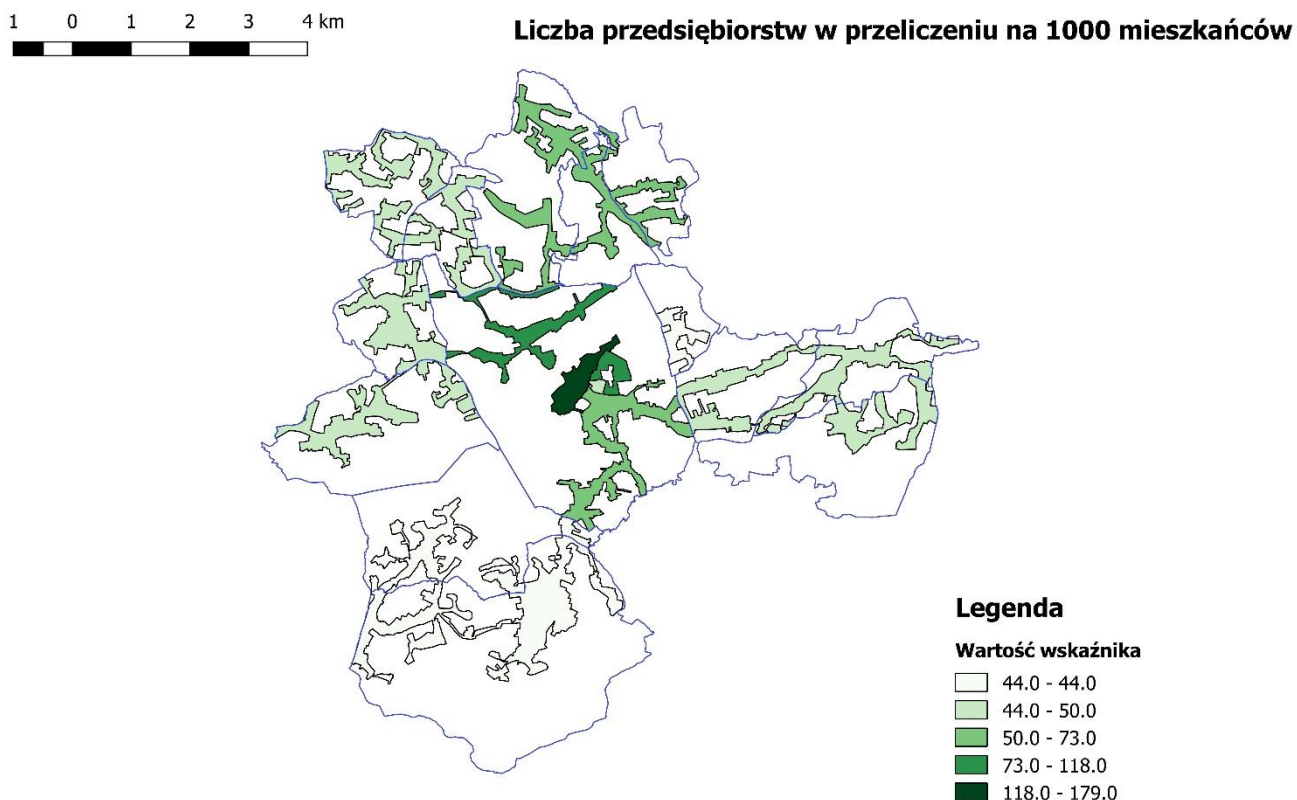 1 0 1 2 3 4 km
Liczba przedsiębiorstw w przeliczeniu na 1000 mieszkańców
Legenda
Wartość wskaźnika
44.0 - 44.0
44.0 - 50.0
50.0 - 73.0
73.0 - 118.0
118.0 - 179.0